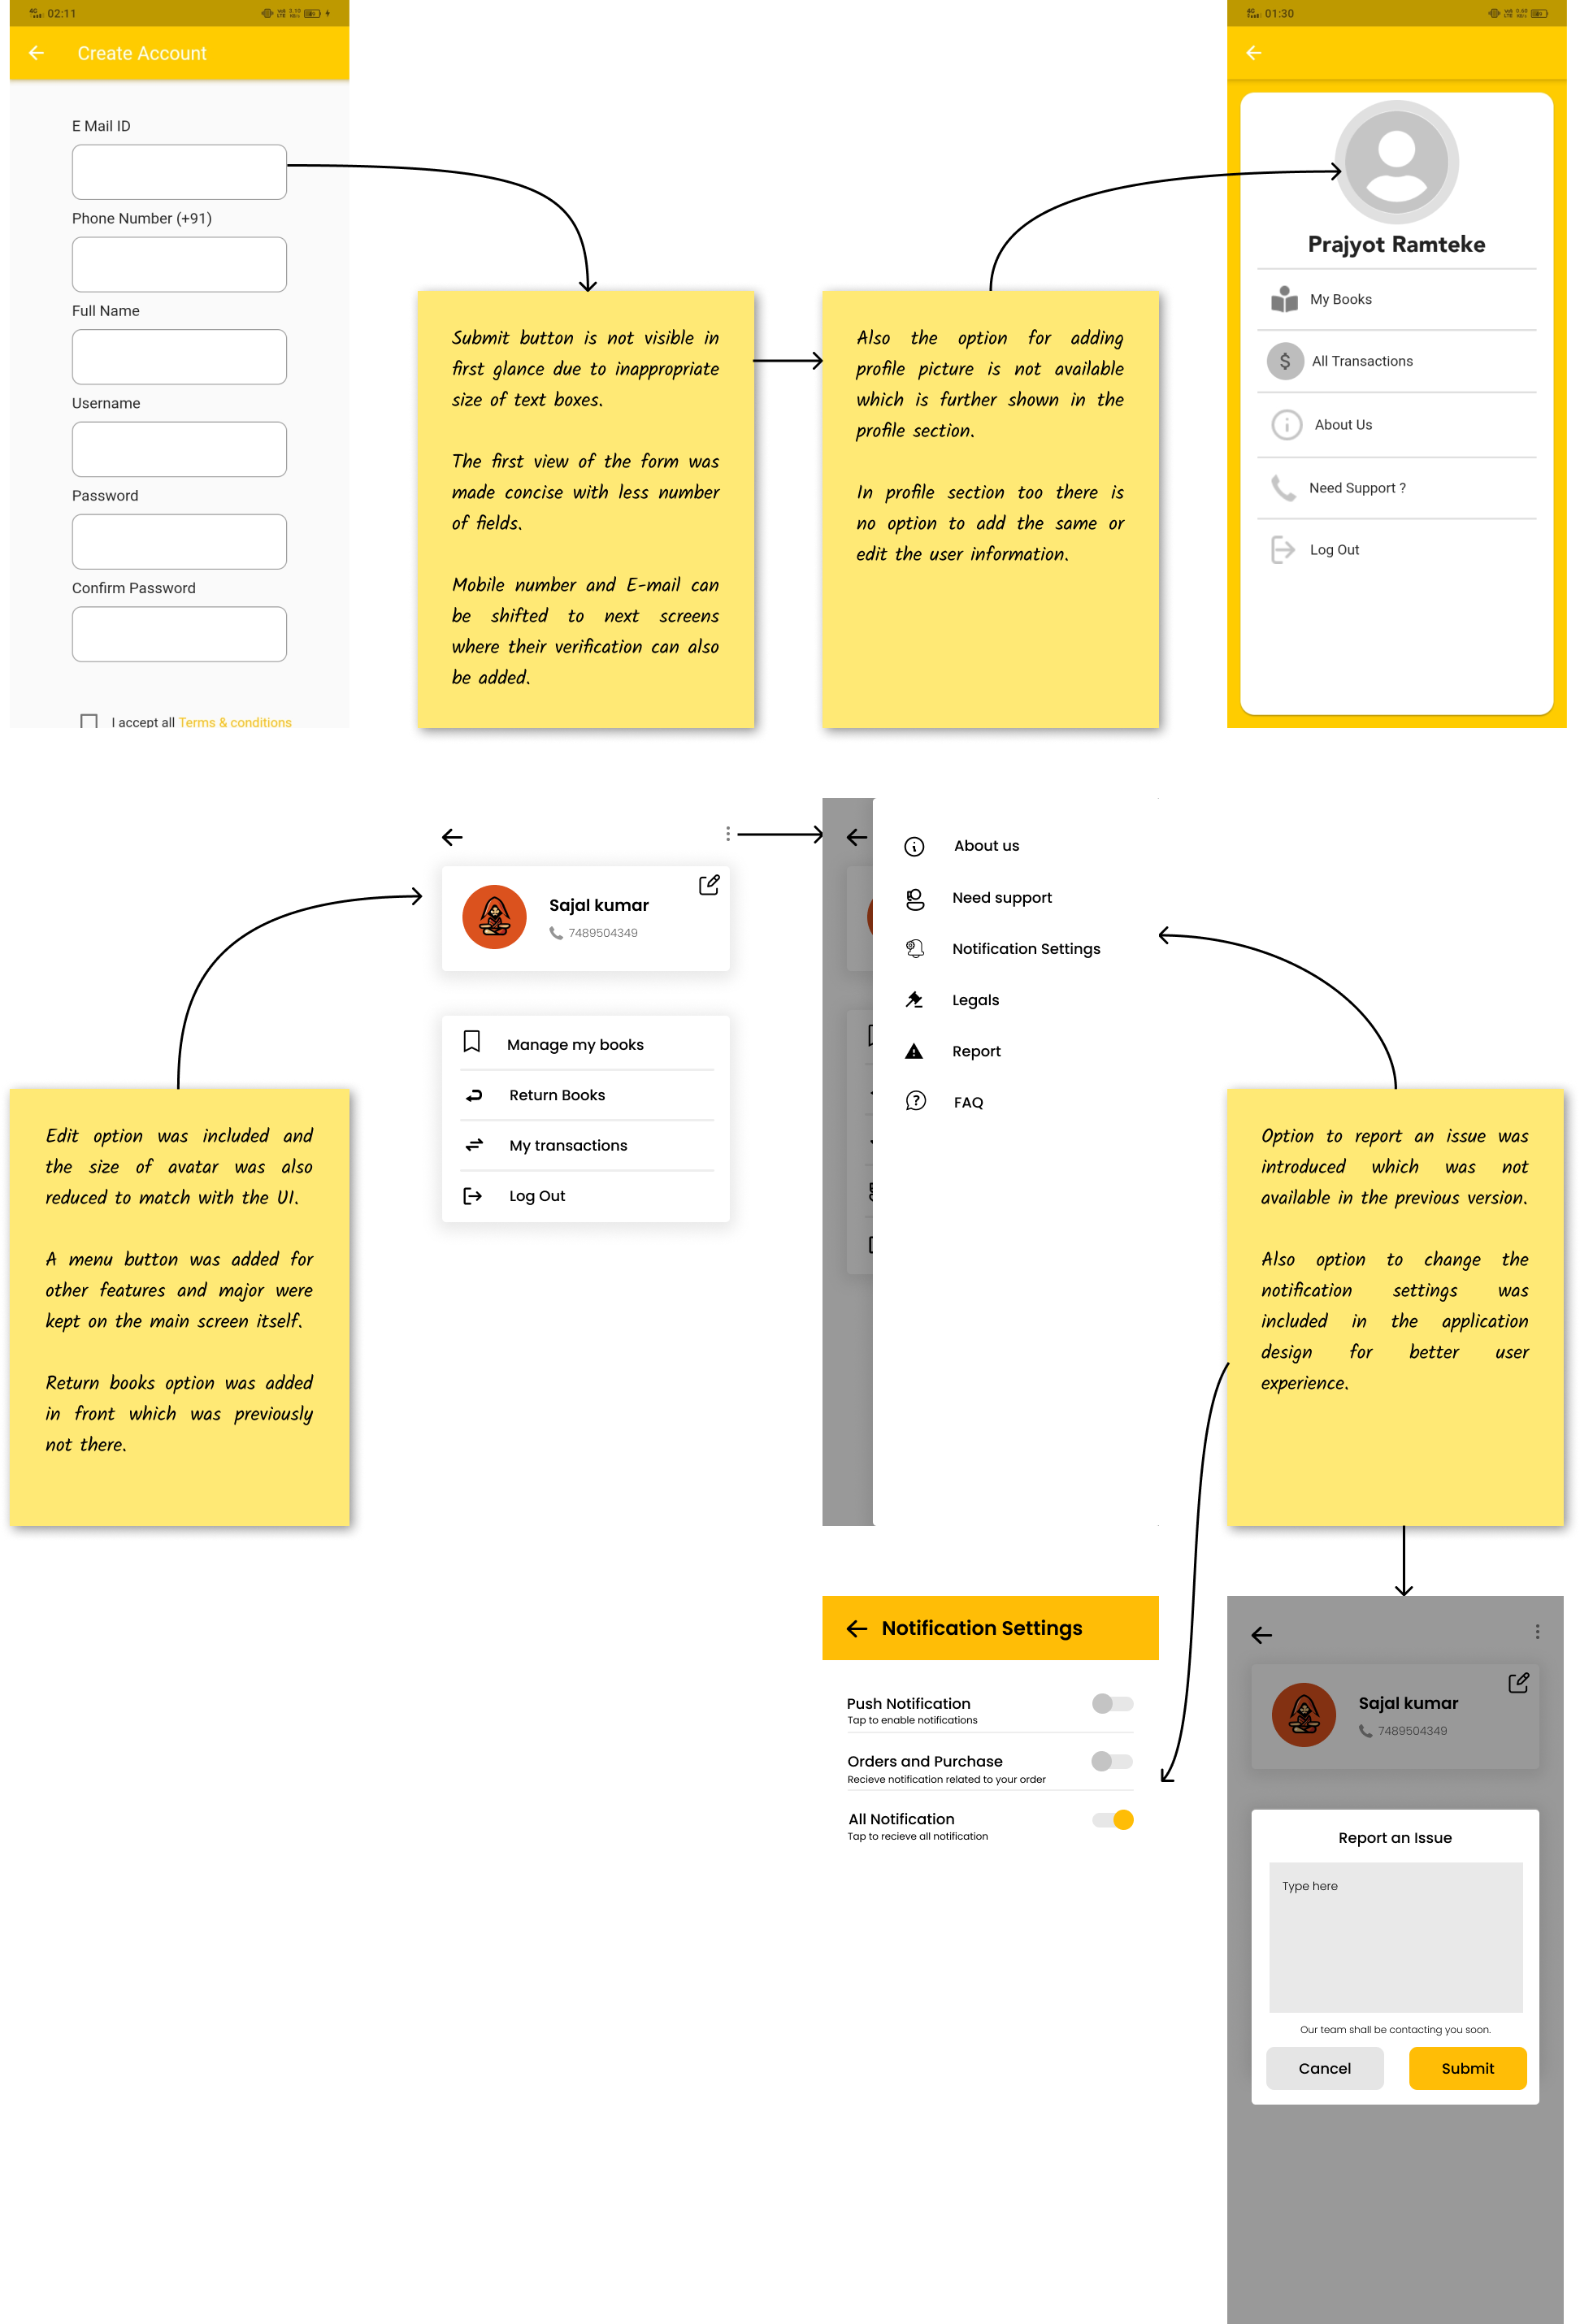 4G 02:11
Create Account
E Mail ID
Phone Number (+91)
Full Name
Username
Password
Confirm Password
I accept all Terms & conditions
Submit button is not visible in
first glance due to inappropriate
size of text boxes.
The first view of the form was
made concise with less number
of fields.
Mobile number and E-mail can
be shifted to next screens
where their verification can also
be added.
Also the option for adding
profile picture is not available
which is further shown in the
profile section.
In profile section too there is
no option to add the same or
edit the user information.
4G 01:30
Prajyot Ramteke
My Books
All Transactions
About Us
Need Support ?
Log Out
Edit option was included and
the size of avatar was also
reduced to match with the UI.
A menu button was added for
other features and major were
kept on the main screen itself.
Return books option was added
in front which was previously
not there.
Sajal kumar
7489504349
Manage my books
Return Books
My transactions
Log Out
About us
Need support
Notification Settings
Legals
Report
FAQ
Option to report an issue was
introduced which was not
available in the previous version.
Also option to change the
notification settings was
included in the application
design for better user
experience.
Notification Settings
Push Notification
Tap to enable notifications
Orders and Purchase
Recieve notification related to your order
All Notification
Tap to recieve all notification
Sajal kumar
7489504349
Report an Issue
Type here
Our team shall be contacting you soon.
Cancel
Submit